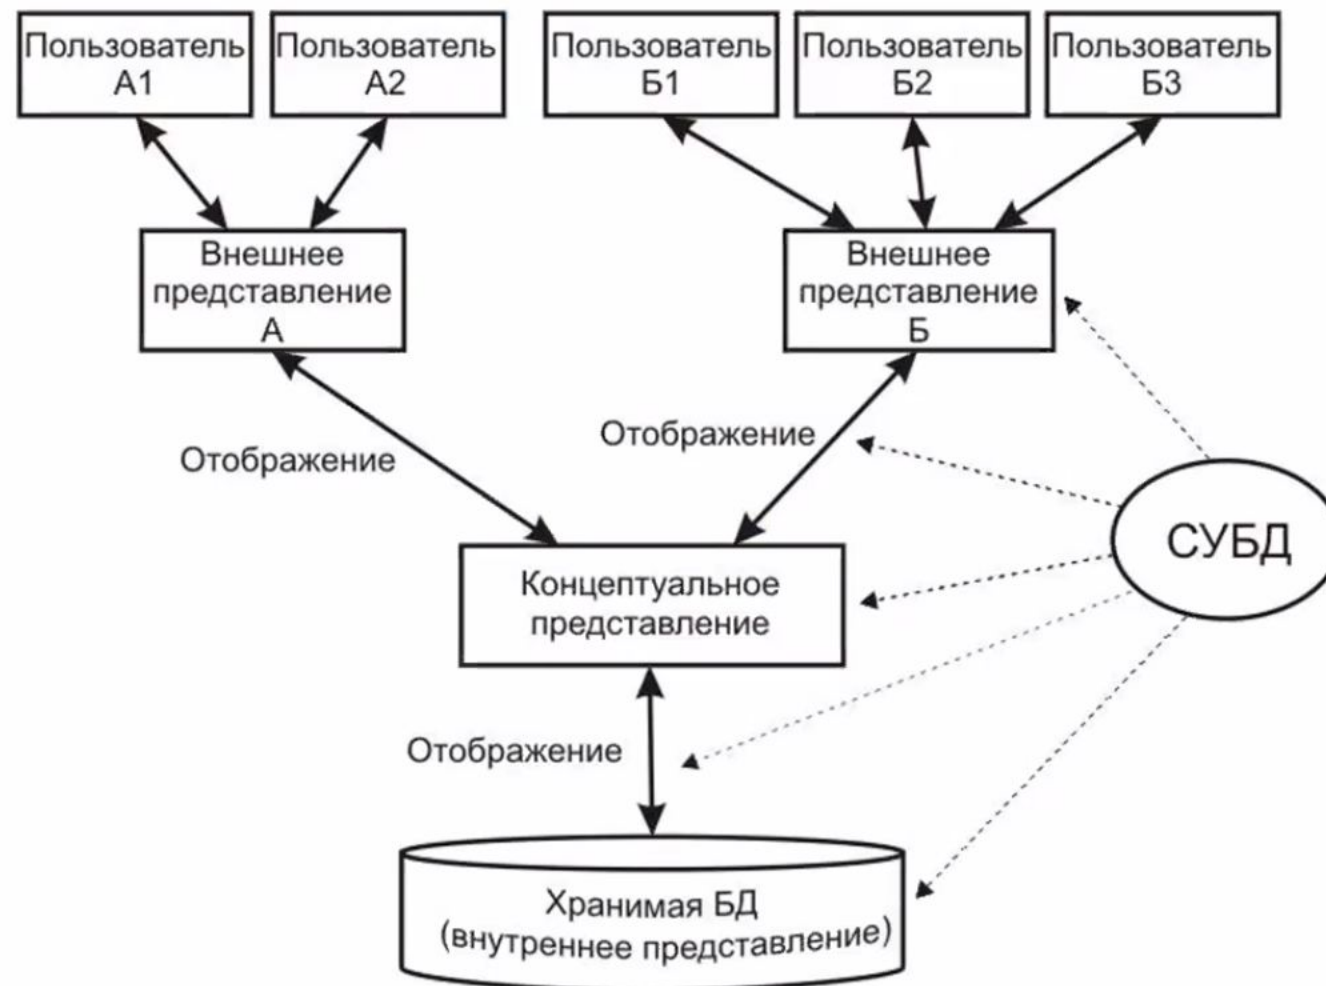 Пользователь
А1
Пользователь
А2
Пользователь
Б1
Пользователь
Б2
Пользователь
Б3
Внешнее
представление
А
Внешнее
представление
Б
Отображение
Отображение
СУБД
Концептуальное
представление
Отображение
Хранимая БД
(внутреннее представление)